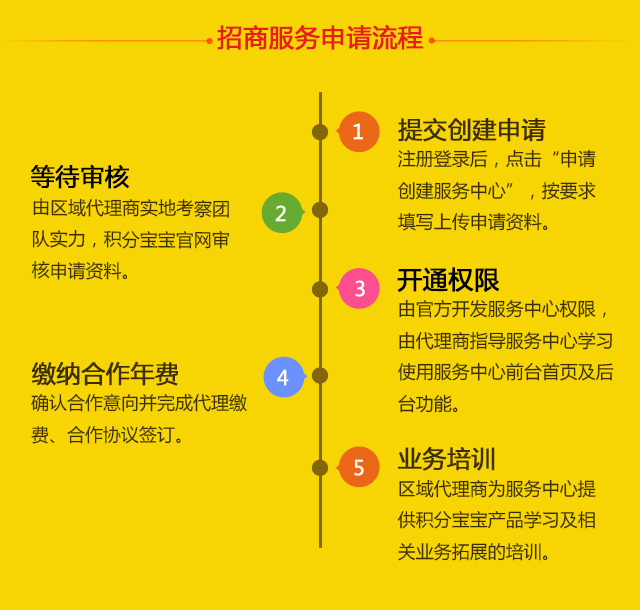 招商服务申请流程
1
提交创建申请
注册登录后，点击“申请
创建服务中心”，按要求
填写上传申请资料。
等待审核
2
由区域代理商实地考察团
队实力，积分宝宝官网审
核申请资料。
3
开通权限
由官方开发服务中心权限，
由代理商指导服务中心学习
使用服务中心前台首页及后
台功能。
缴纳合作年费
4
确认合作意向并完成代理缴
费、合作协议签订。
5
业务培训
区域代理商为服务中心提
供积分宝宝产品学习及相
关业务拓展的培训。